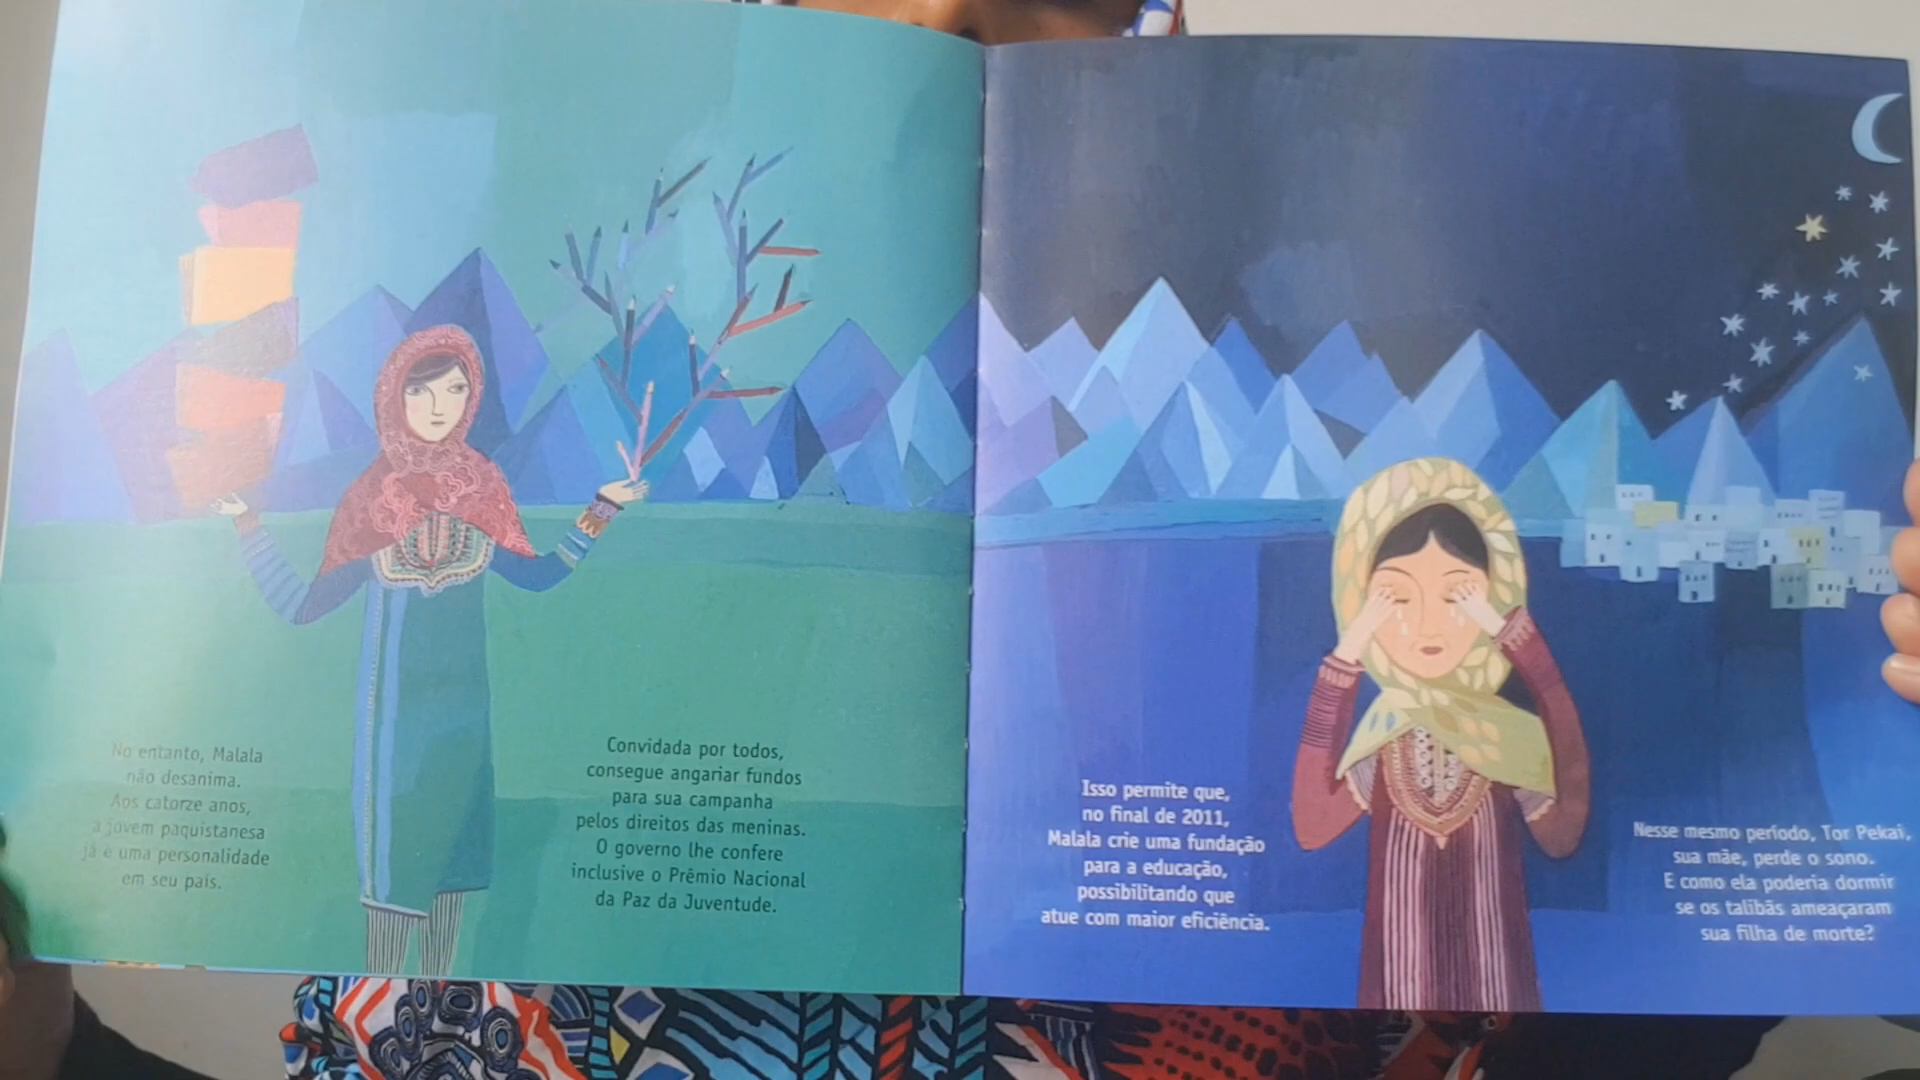 No entanto, Malala
não desanima.
Aos catorze anos,
a jovem paquistanesa
já é uma personalidade
em seu país.
Convidada por todos,
consegue angariar fundos
para sua campanha
pelos direitos das meninas.
O governo lhe confere
inclusive o Prêmio Nacional
da Paz da Juventude.
Isso permite que,
no final de 2011,
Malala crie uma fundação
para a educação,
possibilitando que
atue com maior eficiência.
Nesse mesmo período, Tor Pekai,
sua mãe, perde o sono.
E como ela poderia dormir
se os talibãs ameaçaram
sua filha de morte?